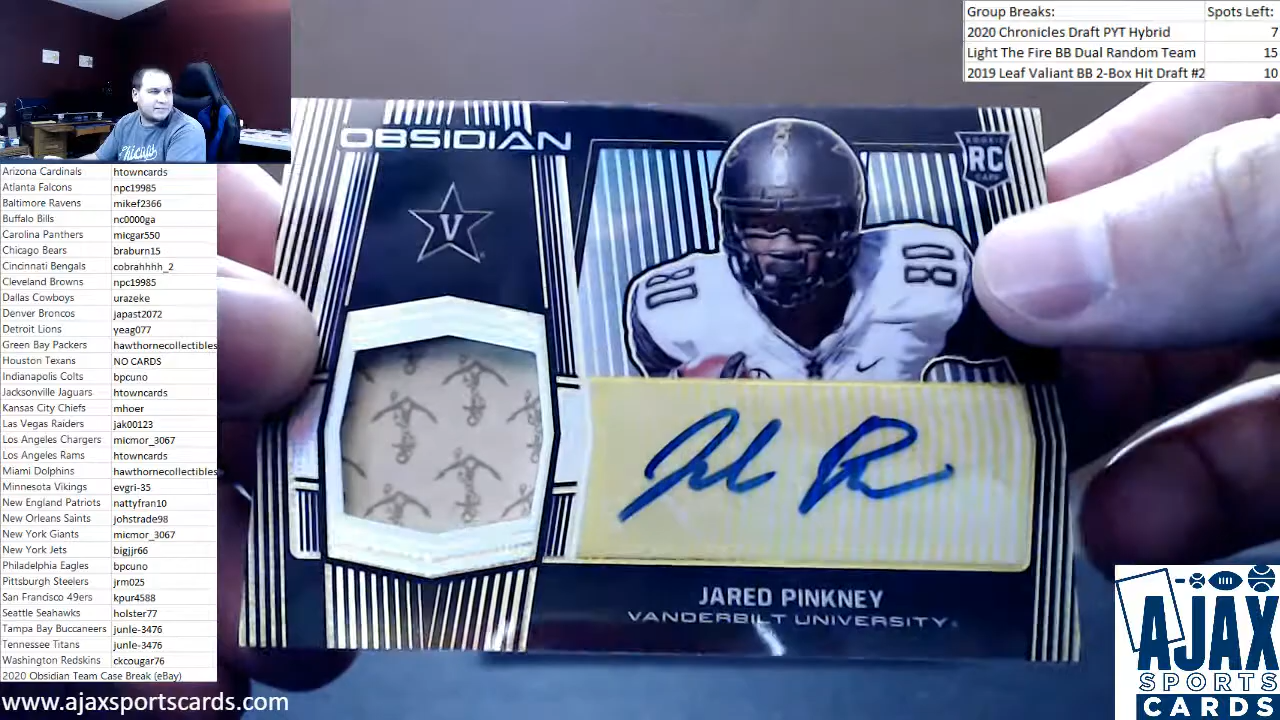 Group Breaks: Spots Left:
2020 Chronicles Draft PYT Hybrid 7
Light The Fire BB Dual Random Team 15
2019 Leaf Valiant BB 2-Box Hit Draft #2 10
Chicago
OBSIDIAN
V
ROOKIE
RC
CARD
80
80
JARED PINKNEY
VANDERBILT UNIVERSITY
Arizona Cardinals htowncards
Atlanta Falcons npc19985
Baltimore Ravens mikef2366
Buffalo Bills nc0000ga
Carolina Panthers micgar550
Chicago Bears braburn15
Cincinnati Bengals cobrahhhh_2
Cleveland Browns npc19985
Dallas Cowboys urazeke
Denver Broncos japast2072
Detroit Lions yeag077
Green Bay Packers hawthornecollectibles
Houston Texans NO CARDS
Indianapolis Colts bpcuno
Jacksonville Jaguars htowncards
Kansas City Chiefs mhoer
Las Vegas Raiders jak00123
Los Angeles Chargers micmor_3067
Los Angeles Rams htowncards
Miami Dolphins hawthornecollectibles
Minnesota Vikings evgri-35
New England Patriots nattyfran10
New Orleans Saints johstrade98
New York Giants micmor_3067
New York Jets bigjjr66
Philadelphia Eagles bpcuno
Pittsburgh Steelers jrm025
San Francisco 49ers kpur4588
Seattle Seahawks holster77
Tampa Bay Buccaneers junle-3476
Tennessee Titans junle-3476
Washington Redskins ckcougar76
2020 Obsidian Team Case Break (eBay)
www.ajaxsportscards.com
AJAX
SPORTS
CARDS